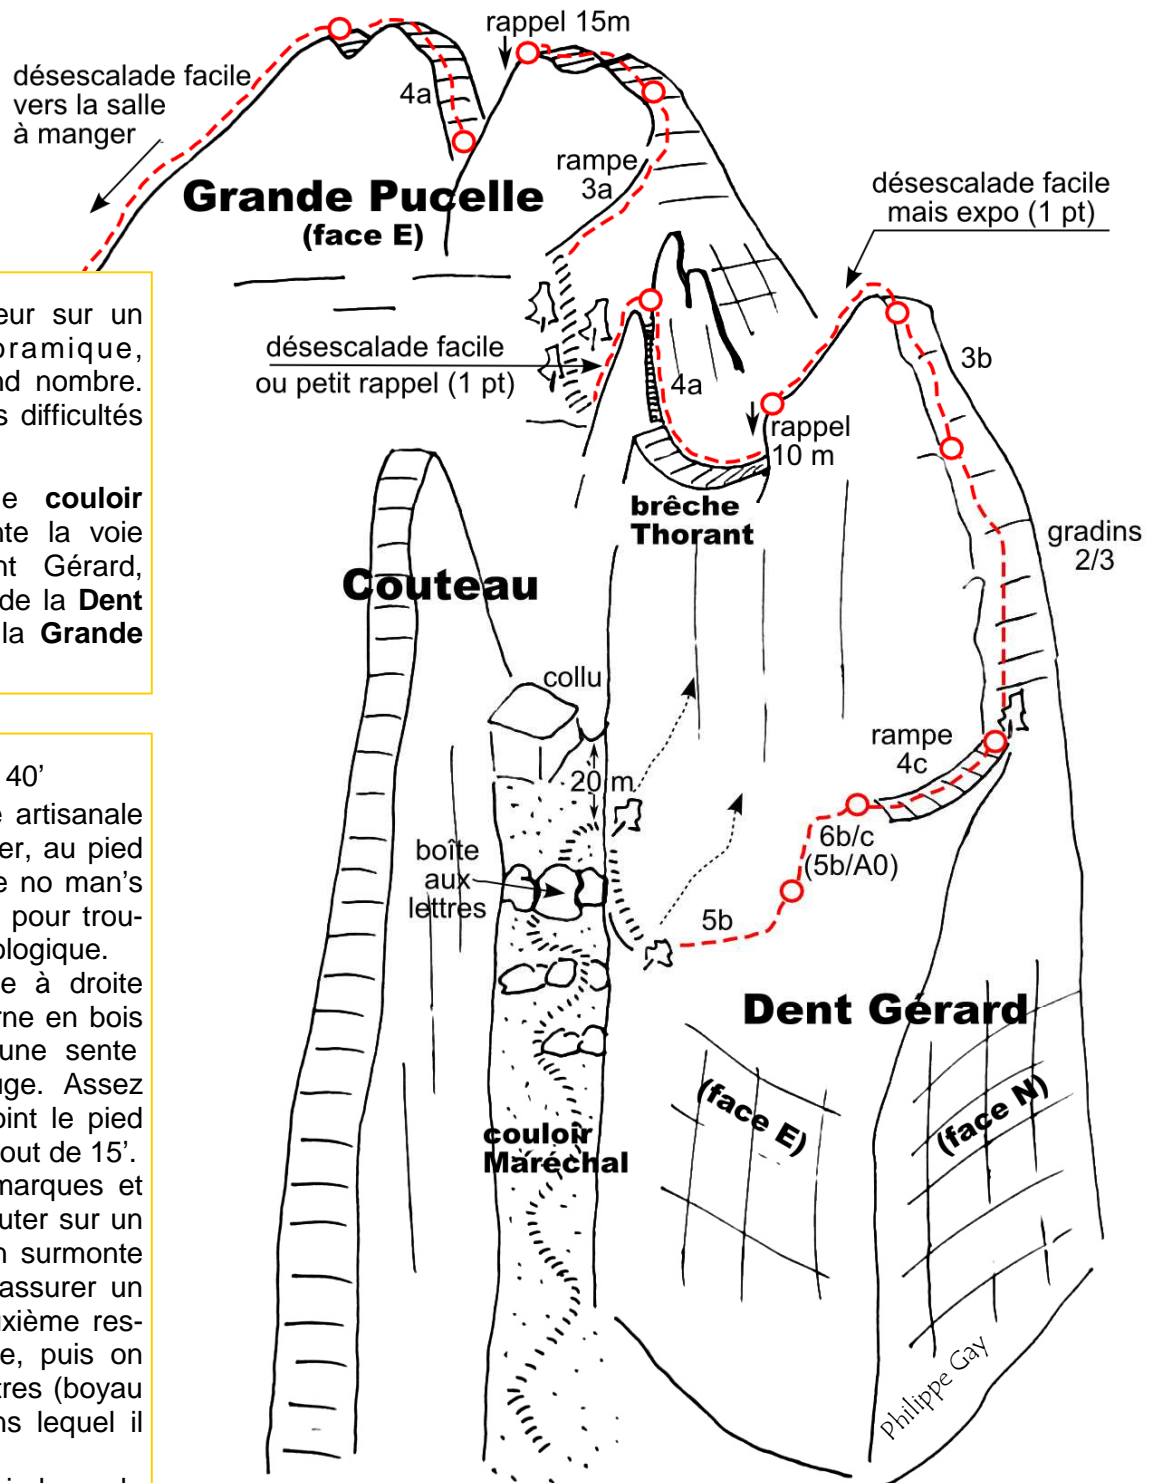 rappel 15m
désescalade facile
vers la salle
à manger
4a
rampe
3a
Grande Pucelle
(face E)
désescalade facile
mais expo (1 pt)
désescalade facile
ou petit rappel (1 pt)
4a
3b
rappel
10 m
brêche
Thorant
gradins
2/3
Couteau
collu
20 m
rampe
4c
6b/c
(5b/A0)
boîte
aux
lettres
5b
Dent Gérard
(face E)
(face N)
couloir
Maréchal
Philippe Gay
eur sur un
oramique,
nd nombre.
s difficultés
e couloir
nte la voie
nt Gérard,
de la Dent
la Grande
40’
e artisanale
er, au pied
e no man's
pour trou-
ologique.
e à droite
rne en bois
une sente
uge. Assez
oint le pied
out de 15’.
marques et
uter sur un
n surmonte
assurer un
uxième res-
e, puis on
tres (boyau
ns lequel il